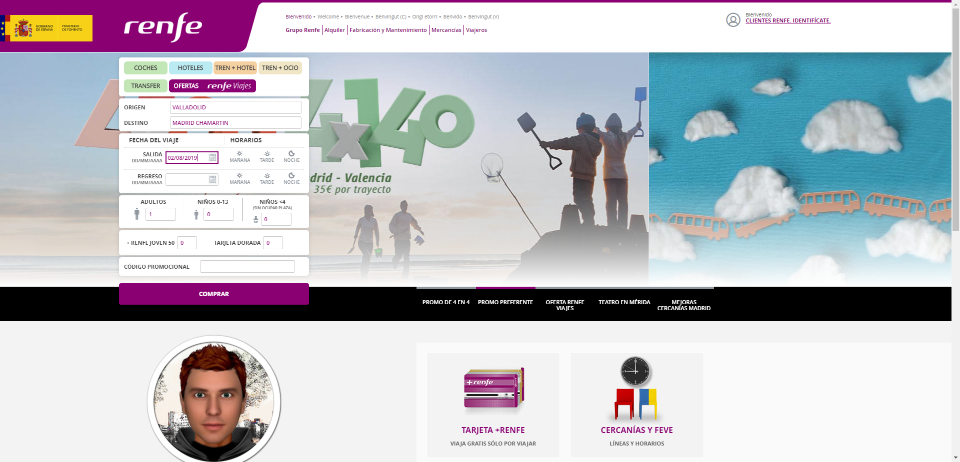 GOBIERNO DE ESPAÑA
MINISTERIO DE FOMENTO
renfe
Bienvenido • Welcome • Bienvenue • Benvingut (c) • Ongi etorri • Benvido • Benvingut (v)
Grupo Renfe | Alquiler | Fabricación y Mantenimiento | Mercancías | Viajeros
Bienvenido
CLIENTES RENFE. IDENTIFÍCATE.
COCHES
HOTELES
TREN + HOTEL
TREN + OCIO
TRANSFER
OFERTAS renfe Viajes
ORIGEN
VALLADOLID
DESTINO
MADRID CHAMARTIN
FECHA DEL VIAJE
HORARIOS
SALIDA
DD/MM/AAAA
02/08/2019
MAÑANA
TARDE
NOCHE
REGRESO
DD/MM/AAAA
MAÑANA
TARDE
NOCHE
ADULTOS
NIÑOS 0-13
NIÑOS <4
(SIN OCUPAR PLAZA)
1
0
0
+ RENFE JOVEN 50
0
TARJETA DORADA
0
CÓDIGO PROMOCIONAL
COMPRAR
4x140
drid - Valencia
35€ por trayecto
PROMO DE 4 EN 4
PROMO PREFERENTE
OFERTA RENFE VIAJES
TEATRO EN MÉRIDA
MEJORAS CERCANÍAS MADRID
+renfe
TARJETA +RENFE
VIAJA GRATIS SÓLO POR VIAJAR
CERCANÍAS Y FEVE
LÍNEAS Y HORARIOS